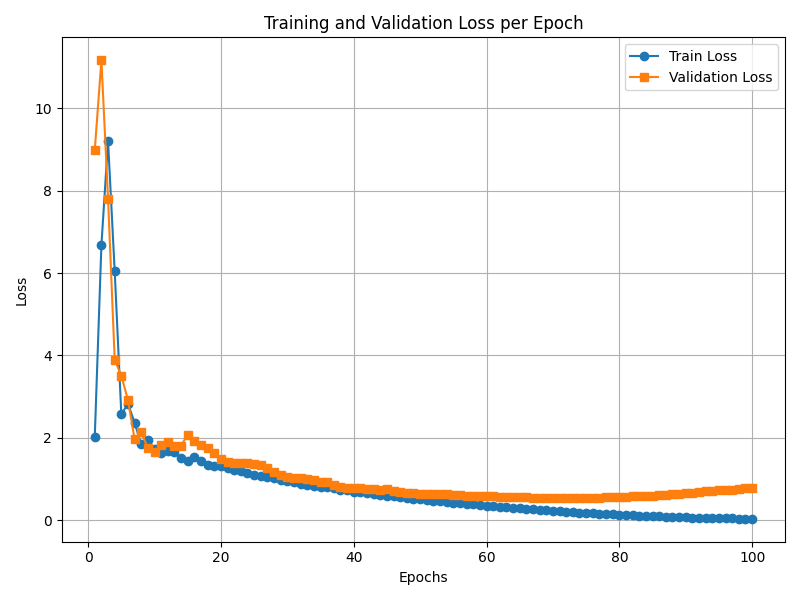 Training and Validation Loss per Epoch
Train Loss
Validation Loss
Loss
10
8
6
4
2
0
0 20 40 60 80 100
Epochs